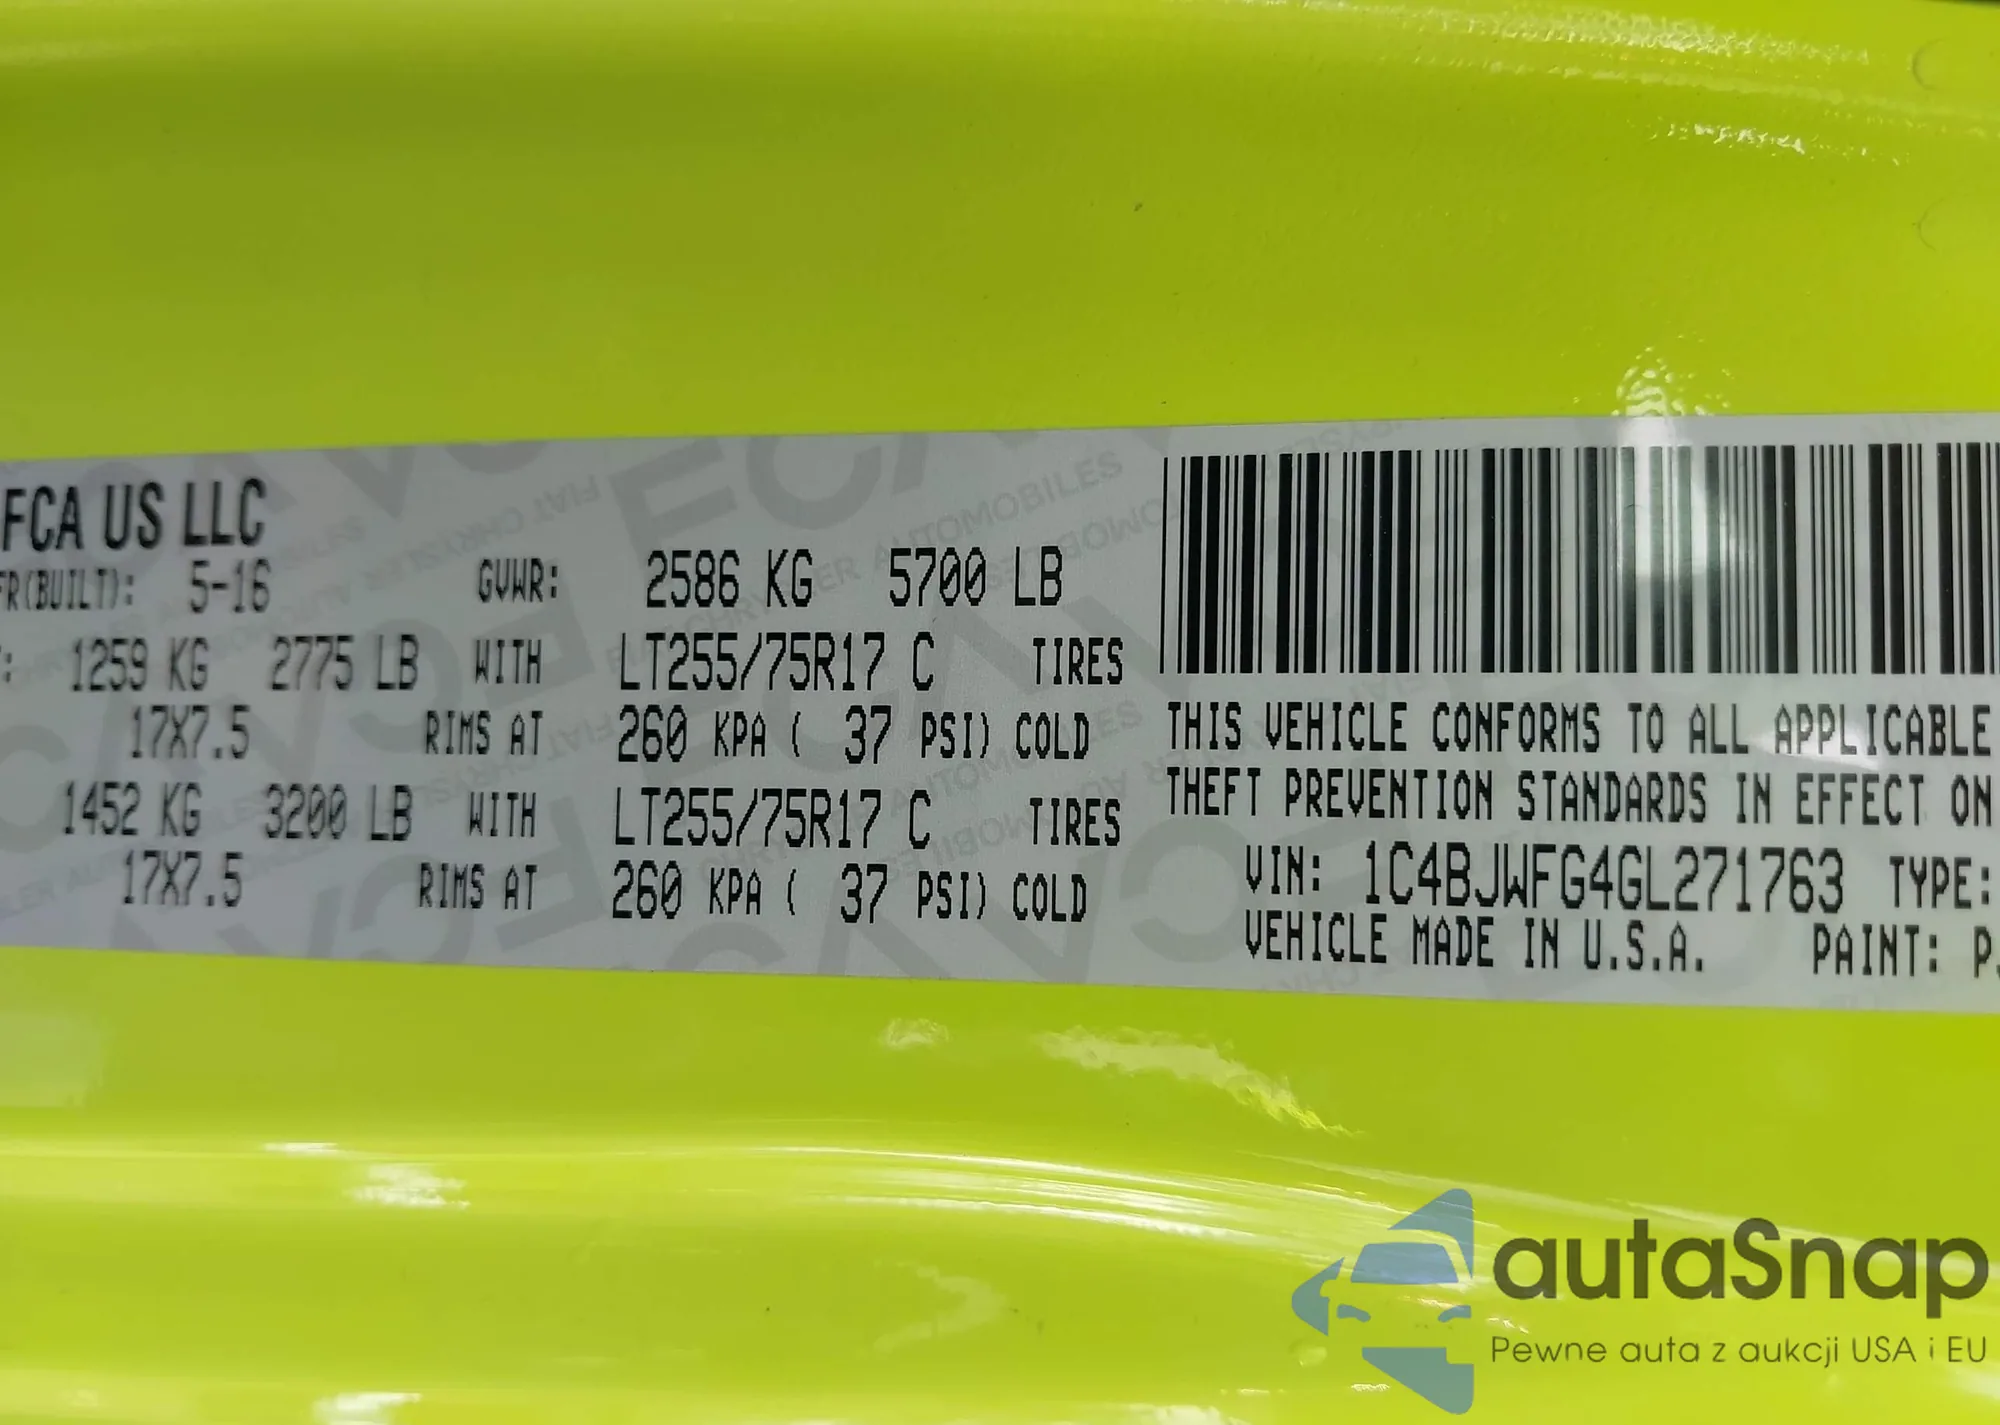 FCA US LLC
FR(BUILT): 5-16 GVWR: 2586 KG 5700 LB
: 1259 KG 2775 LB WITH LT255/75R17 C TIRES
17X7.5 RIMS AT 260 KPA ( 37 PSI) COLD
1452 KG 3200 LB WITH LT255/75R17 C TIRES
17X7.5 RIMS AT 260 KPA ( 37 PSI) COLD
THIS VEHICLE CONFORMS TO ALL APPLICABLE
THEFT PREVENTION STANDARDS IN EFFECT ON
VIN: 1C4BJWFG4GL271763 TYPE:
VEHICLE MADE IN U.S.A. PAINT: P
autaSnap
Pewne auta z aukcji USA i EU